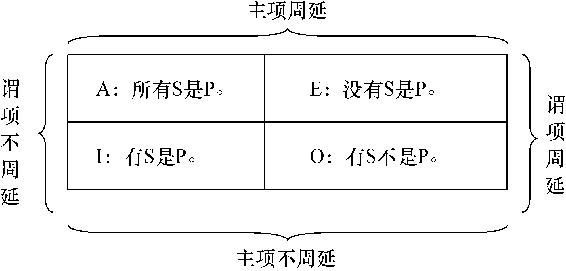 主项周延
谓项不周延
A：所有S是P。
E：没有S是P。
I：有S是P。
O：有S不是P。
谓项周延
主项不周延